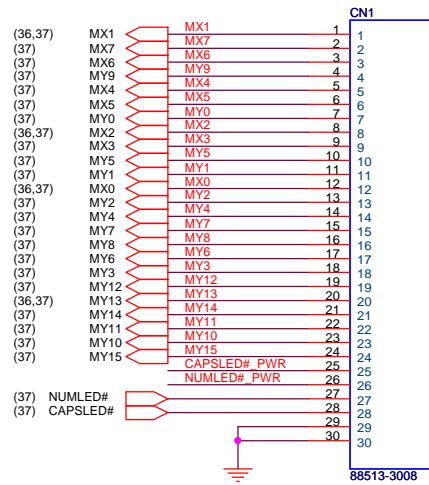 CN1
(36,37) MX1 MX1 1 1
(37) MX7 MX7 2 2
(37) MX6 MX6 3 3
(37) MY9 MY9 4 4
(37) MX4 MX4 5 5
(37) MX5 MX5 6 6
(37) MY0 MY0 7 7
(36,37) MX2 MX2 8 8
(37) MX3 MX3 9 9
(37) MY5 MY5 10 10
(37) MY1 MY1 11 11
(36,37) MX0 MX0 12 12
(37) MY2 MY2 13 13
(37) MY4 MY4 14 14
(37) MY7 MY7 15 15
(37) MY8 MY8 16 16
(37) MY6 MY6 17 17
(37) MY3 MY3 18 18
(37) MY12 MY12 19 19
(36,37) MY13 MY13 20 20
(37) MY14 MY14 21 21
(37) MY11 MY11 22 22
(37) MY10 MY10 23 23
(37) MY15 MY15 24 24
CAPSLED#_PWR 25 25
NUMLED#_PWR 26 26
(37) NUMLED# 27 27
(37) CAPSLED# 28 28
29 29
30 30
88513-3008